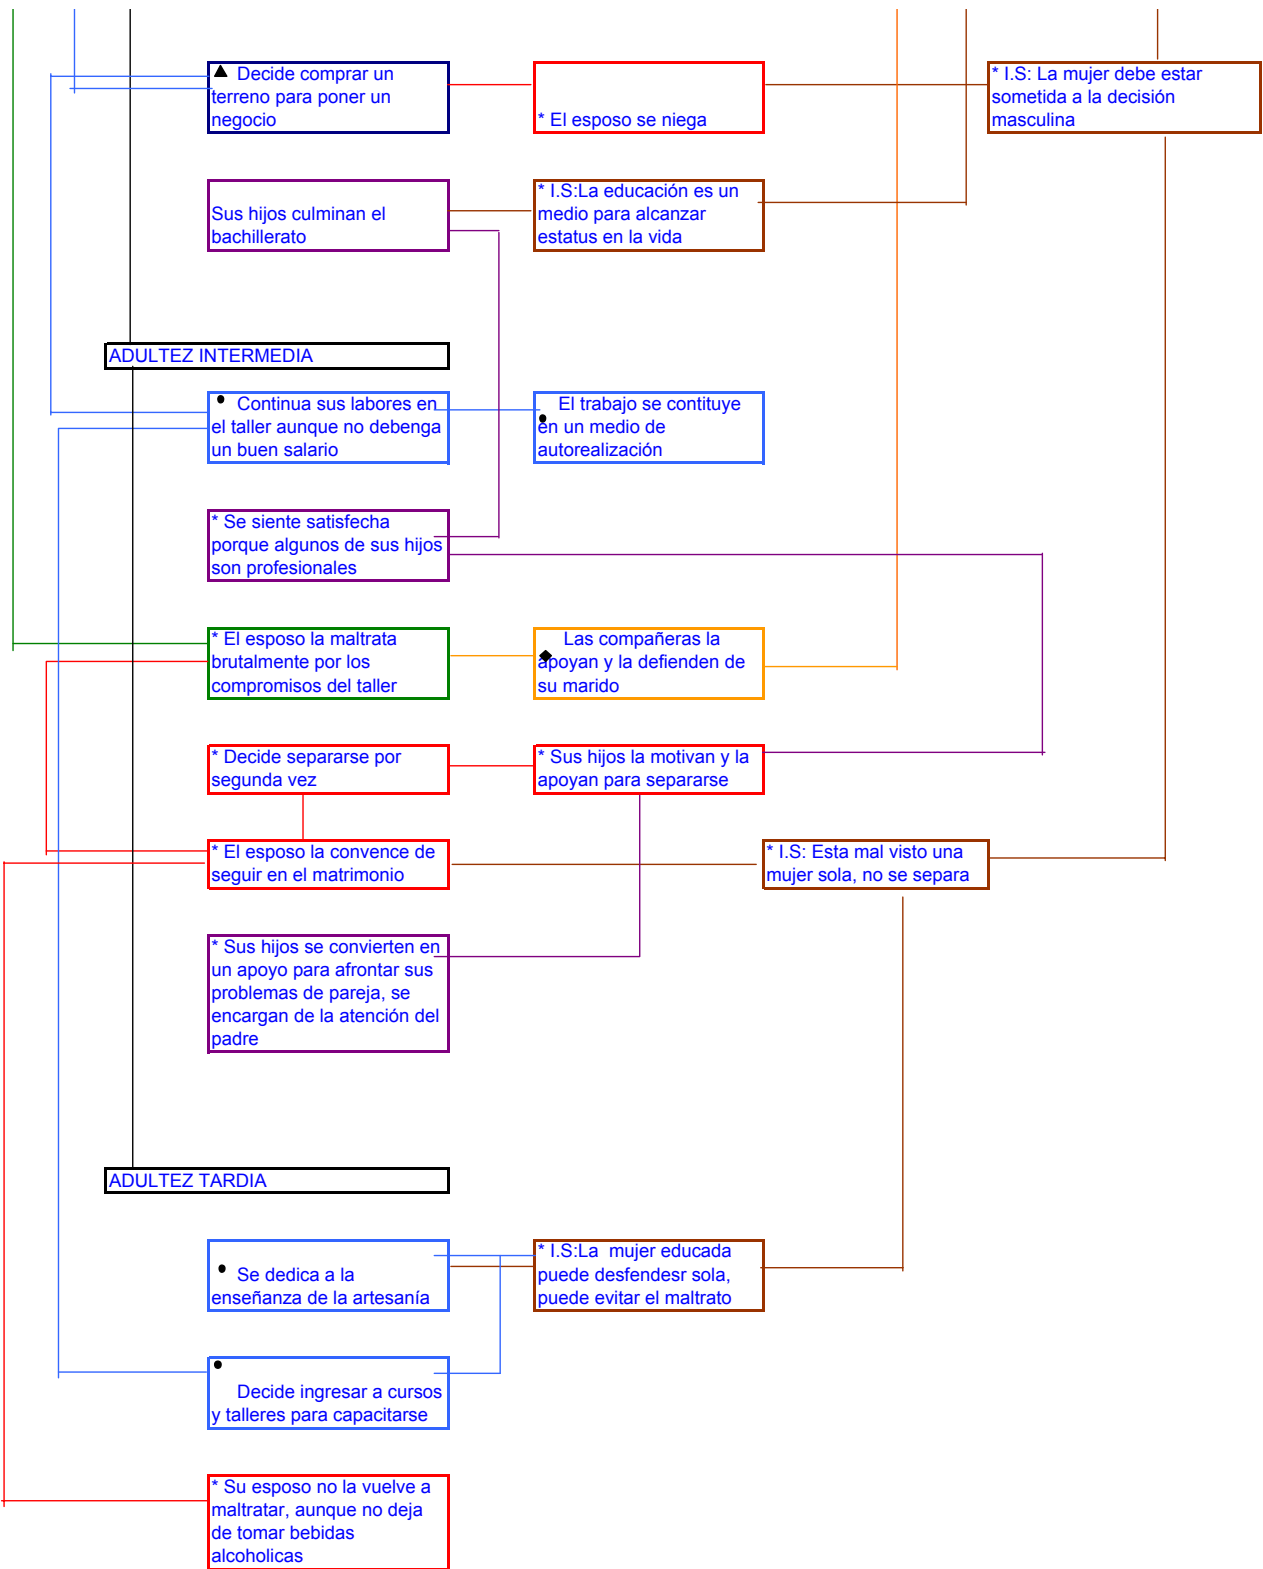 ▲ Decide comprar un
terreno para poner un
negocio
* El esposo se niega
* I.S: La mujer debe estar
sometida a la decisión
masculina
Sus hijos culminan el
bachillerato
* I.S:La educación es un
medio para alcanzar
estatus en la vida
ADULTEZ INTERMEDIA
• Continua sus labores en
el taller aunque no debenga
un buen salario
El trabajo se contituye
• en un medio de
autorealización
* Se siente satisfecha
porque algunos de sus hijos
son profesionales
* El esposo la maltrata
brutalmente por los
compromisos del taller
Las compañeras la
◆ apoyan y la defienden de
su marido
* Decide separarse por
segunda vez
* Sus hijos la motivan y la
apoyan para separarse
* El esposo la convence de
seguir en el matrimonio
* I.S: Esta mal visto una
mujer sola, no se separa
* Sus hijos se convierten en
un apoyo para afrontar sus
problemas de pareja, se
encargan de la atención del
padre
ADULTEZ TARDIA
• Se dedica a la
enseñanza de la artesanía
* I.S:La  mujer educada
puede desfendesr sola,
puede evitar el maltrato
•
Decide ingresar a cursos
y talleres para capacitarse
* Su esposo no la vuelve a
maltratar, aunque no deja
de tomar bebidas
alcoholicas